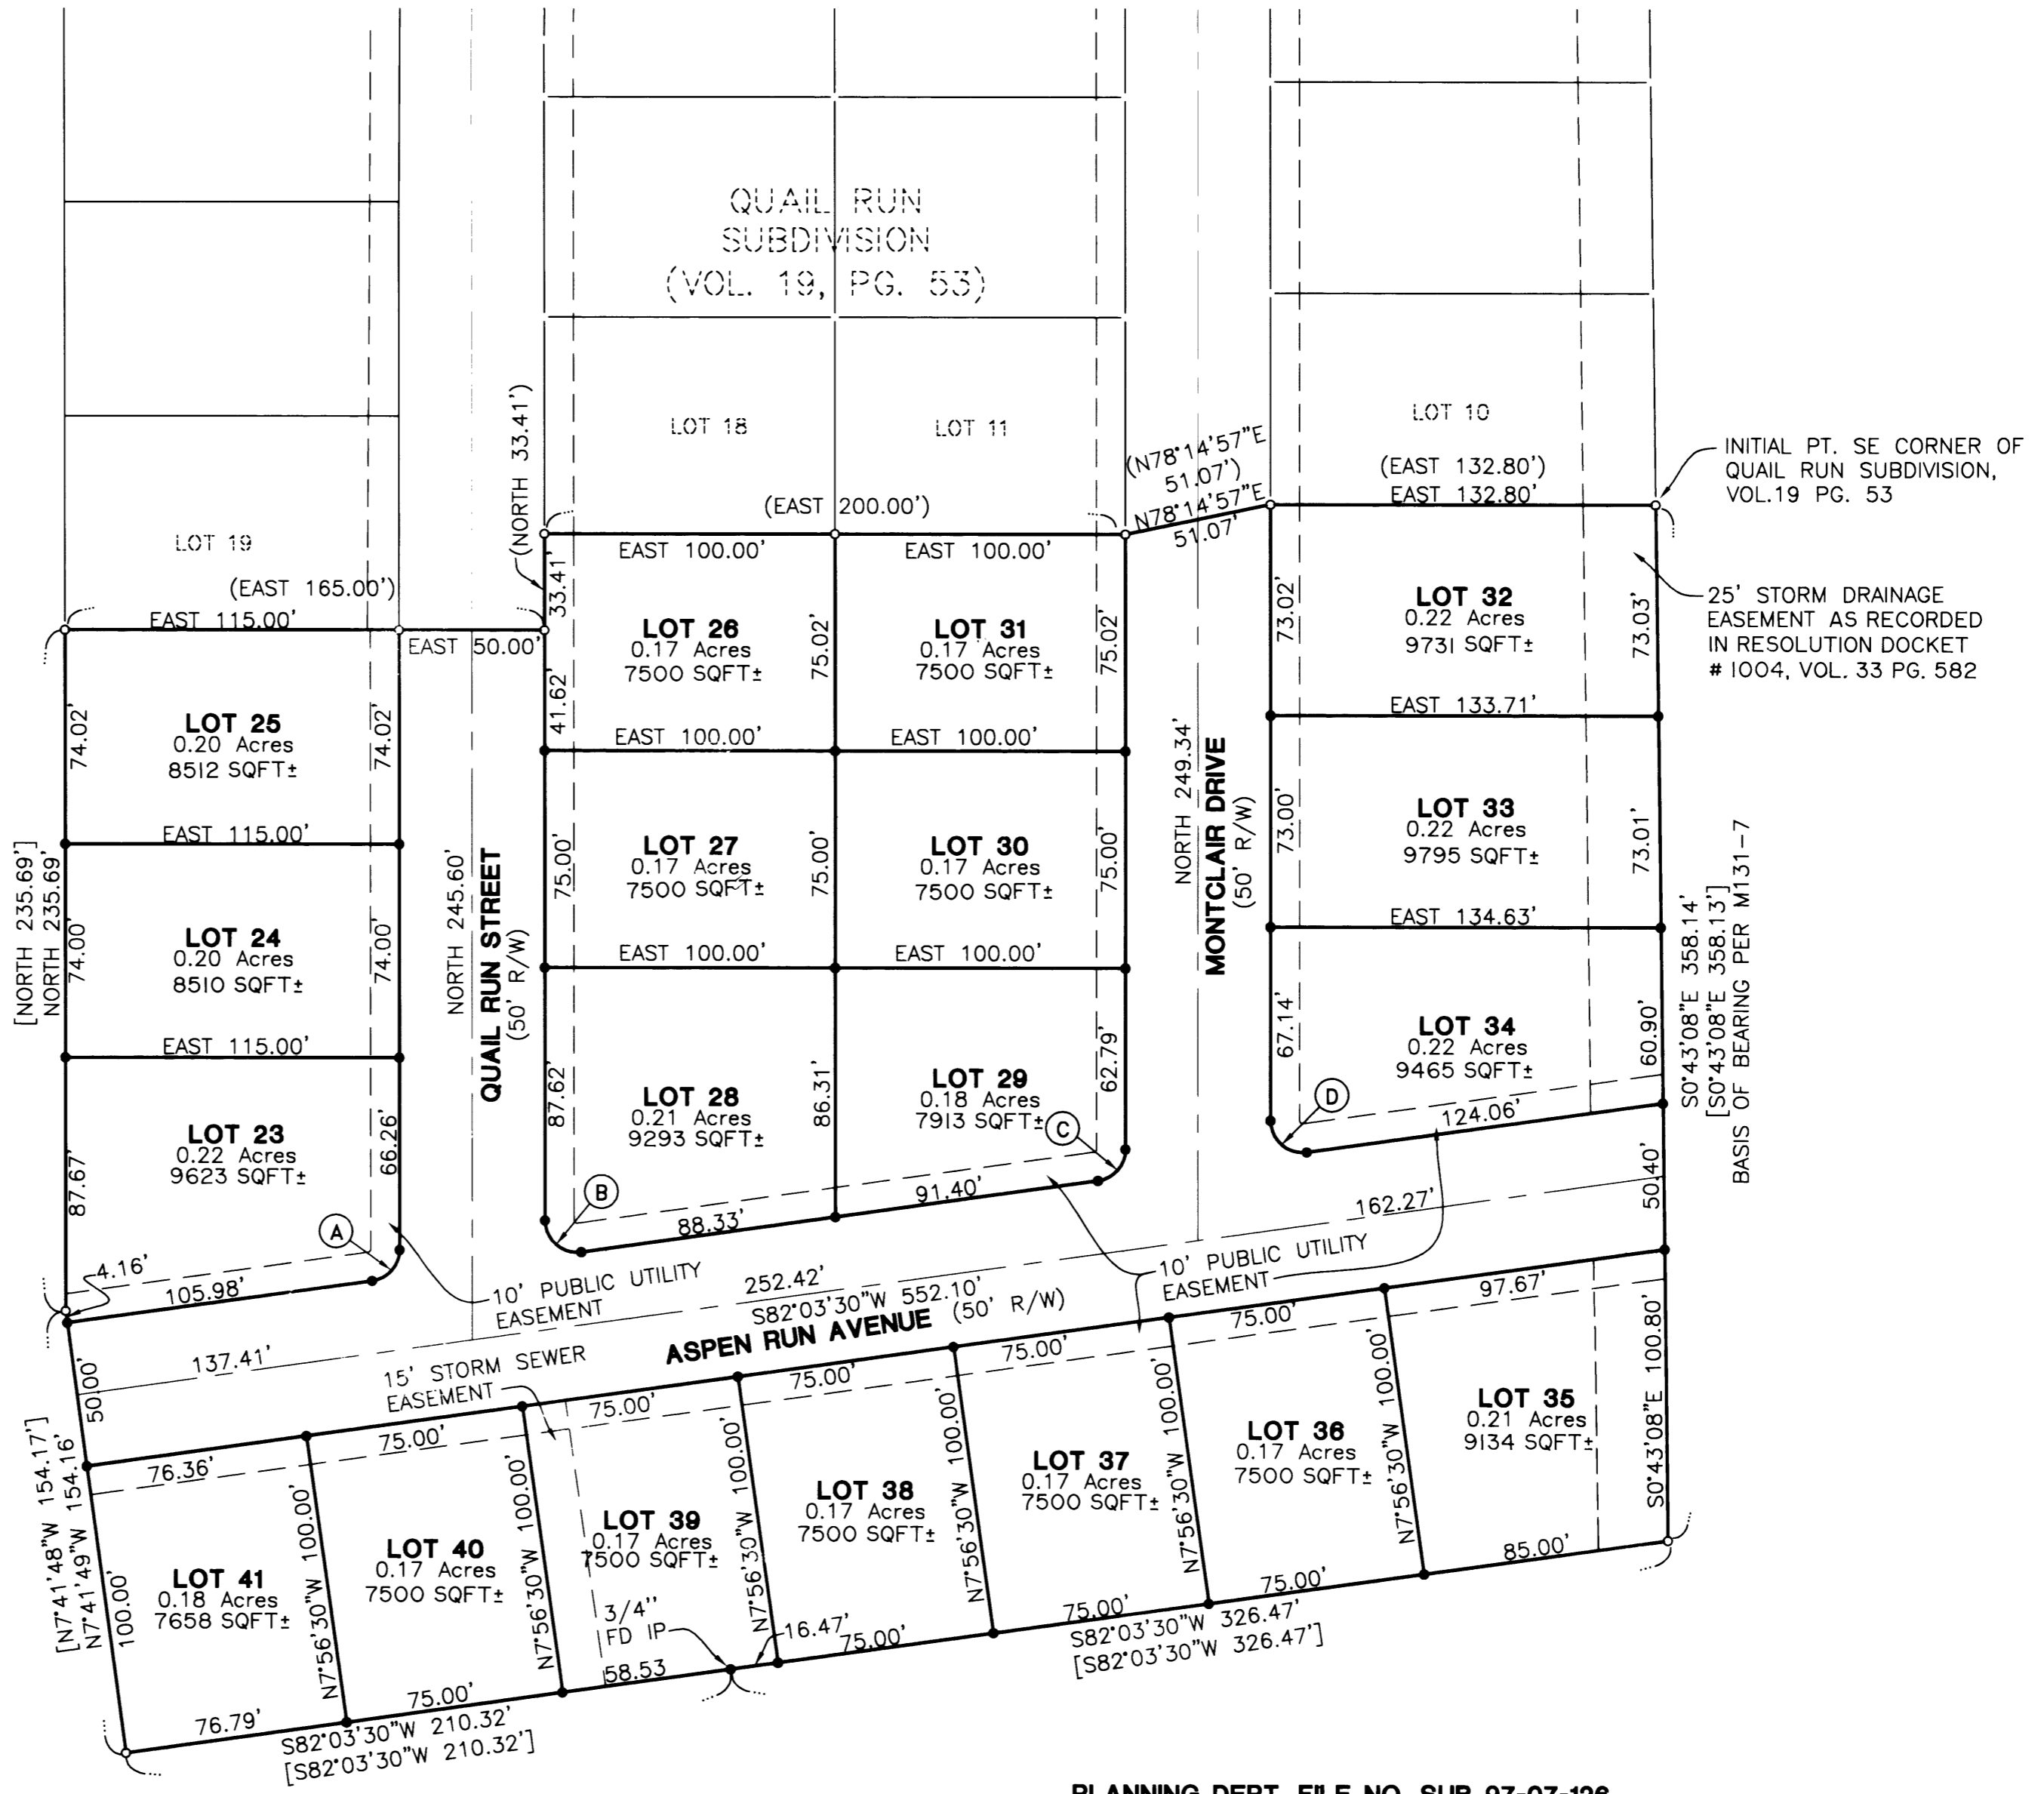 QUAIL RUN
SUBDIVISION
(VOL. 19, PG. 53)
LOT 18
LOT 11
LOT 10
LOT 19
(NORTH 33.41')
(EAST 200.00')
(N78°14'57"E
51.07')
N78°14'57"E
51.07'
(EAST 132.80')
EAST 132.80'
INITIAL PT. SE CORNER OF
QUAIL RUN SUBDIVISION,
VOL.19 PG. 53
(EAST 165.00')
EAST 115.00'
EAST 50.00'
EAST 100.00'
EAST 100.00'
33.41'
41.62'
LOT 26
0.17 Acres
7500 SQFT±
75.02'
LOT 31
0.17 Acres
7500 SQFT±
75.02'
73.02'
LOT 32
0.22 Acres
9731 SQFT±
73.03'
25' STORM DRAINAGE
EASEMENT AS RECORDED
IN RESOLUTION DOCKET
# 1004, VOL. 33 PG. 582
74.02'
LOT 25
0.20 Acres
8512 SQFT±
74.02'
EAST 100.00'
EAST 100.00'
EAST 133.71'
EAST 115.00'
[NORTH 235.69']
NORTH 235.69'
74.00'
LOT 24
0.20 Acres
8510 SQFT±
74.00'
NORTH 245.60'
QUAIL RUN STREET
(50' R/W)
75.00'
LOT 27
0.17 Acres
7500 SQFT±
75.00'
LOT 30
0.17 Acres
7500 SQFT±
75.00'
NORTH 249.34'
MONTCLAIR DRIVE
(50' R/W)
73.00'
LOT 33
0.22 Acres
9795 SQFT±
73.01'
EAST 134.63'
EAST 100.00'
EAST 100.00'
EAST 115.00'
87.67'
LOT 23
0.22 Acres
9623 SQFT±
66.26'
87.62'
LOT 28
0.21 Acres
9293 SQFT±
86.31'
LOT 29
0.18 Acres
7913 SQFT±
62.79'
67.14'
LOT 34
0.22 Acres
9465 SQFT±
60.90'
S0°43'08"E 358.14'
[S0°43'08"E 358.13']
BASIS OF BEARING PER M131-7
A
B
C
D
4.16'
105.98'
88.33'
91.40'
124.06'
50.40'
162.27'
10' PUBLIC UTILITY
EASEMENT
10' PUBLIC UTILITY
EASEMENT
252.42'
S82°03'30"W 552.10'
ASPEN RUN AVENUE (50' R/W)
137.41'
15' STORM SEWER
EASEMENT
50.00'
76.36'
75.00'
75.00'
75.00'
75.00'
75.00'
97.67'
[N7°41'48"W 154.17']
N7°41'49"W 154.16'
100.00'
LOT 41
0.18 Acres
7658 SQFT±
N7°56'30"W 100.00'
LOT 40
0.17 Acres
7500 SQFT±
N7°56'30"W 100.00'
LOT 39
0.17 Acres
7500 SQFT±
N7°56'30"W 100.00'
LOT 38
0.17 Acres
7500 SQFT±
N7°56'30"W 100.00'
LOT 37
0.17 Acres
7500 SQFT±
N7°56'30"W 100.00'
LOT 36
0.17 Acres
7500 SQFT±
N7°56'30"W 100.00'
LOT 35
0.21 Acres
9134 SQFT±
S0°43'08"E 100.80'
3/4"
FD IP
76.79'
75.00'
58.53
16.47'
75.00'
75.00'
75.00'
85.00'
S82°03'30"W 326.47'
[S82°03'30"W 326.47']
S82°03'30"W 210.32'
[S82°03'30"W 210.32']
PLANNING DEPT. FILE NO. SUB 97-07-126